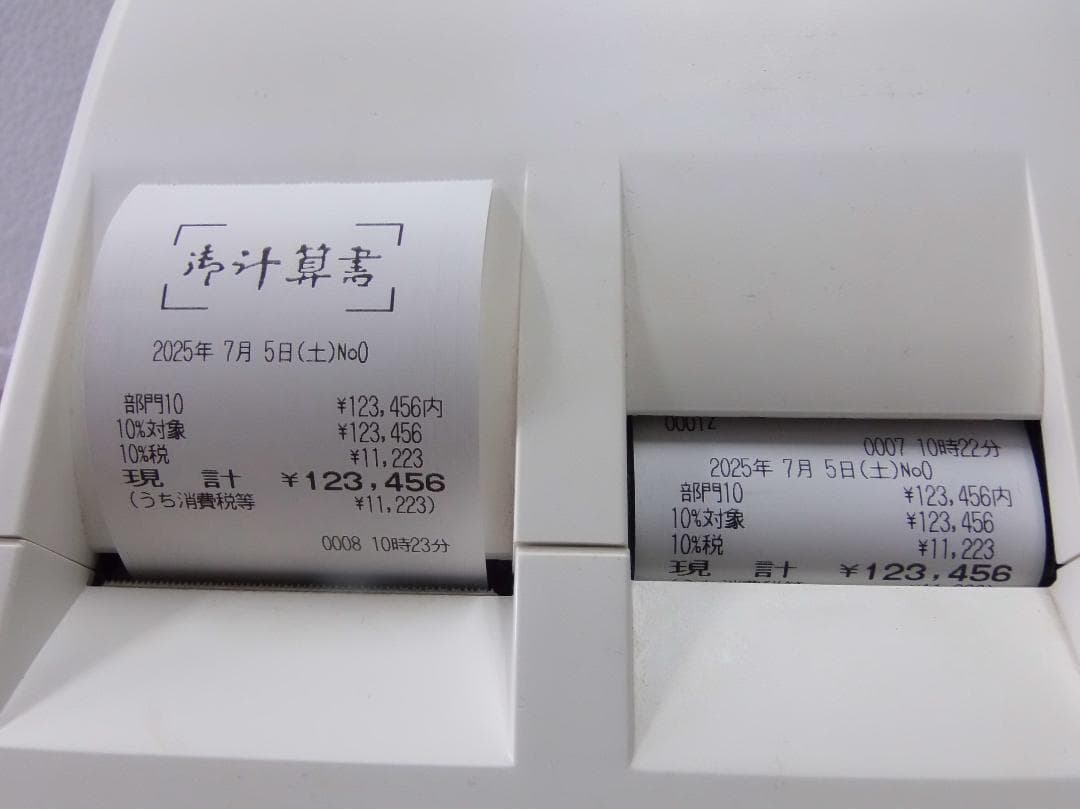 御計算書
2025年 7月 5日(土)No0
部門10 ¥123,456内
10%対象 ¥123,456
10%税 ¥11,223
現 計 ¥123,456
(うち消費税等 ¥11,223)
0008 10時23分
00012
0007 10時22分
2025年 7月 5日(土)No0
部門10 ¥123,456内
10%対象 ¥123,456
10%税 ¥11,223
現 計 ¥123,456